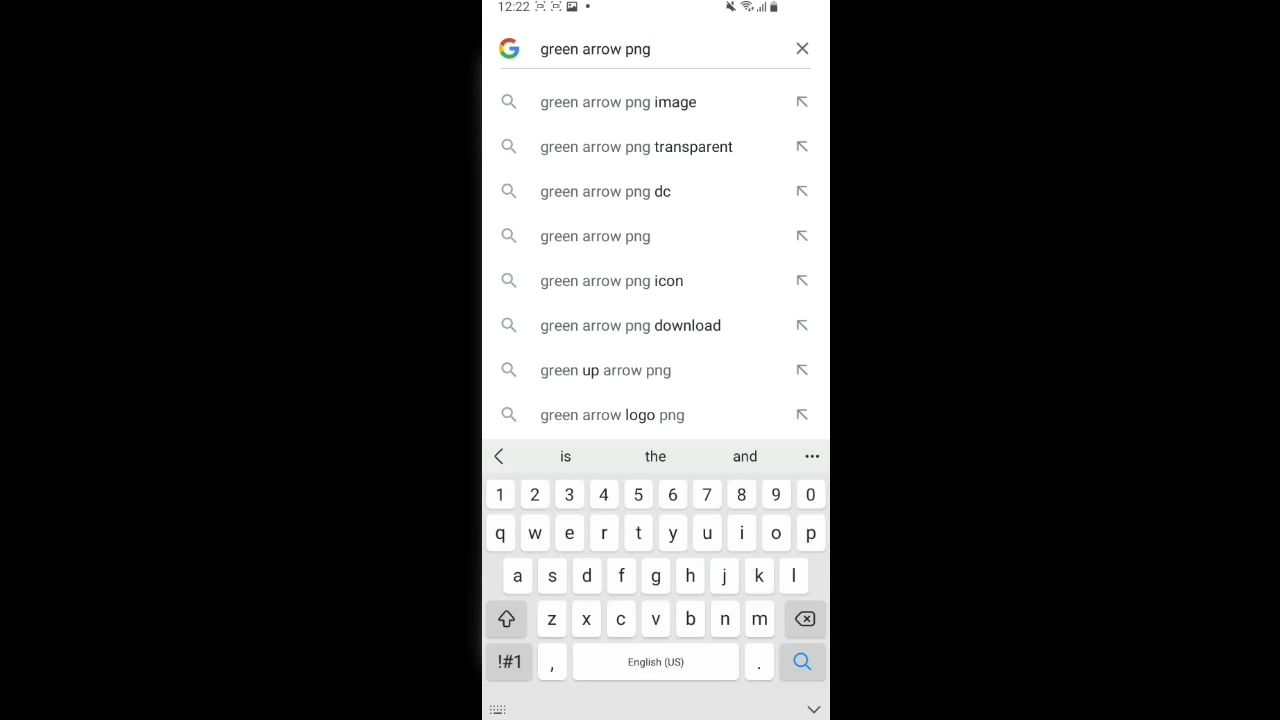 12:22
green arrow png
green arrow png image
green arrow png transparent
green arrow png dc
green arrow png
green arrow png icon
green arrow png download
green up arrow png
green arrow logo png
is the and
1 2 3 4 5 6 7 8 9 0
q w e r t y u i o p
a s d f g h j k l
z x c v b n m
!#1 , English (US) .